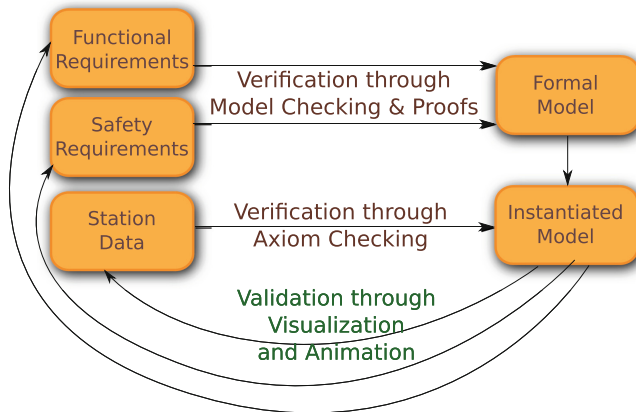 Functional
Requirements
Verification through
Model Checking & Proofs
Formal
Model
Safety
Requirements
Station
Data
Verification through
Axiom Checking
Instantiated
Model
Validation through
Visualization
and Animation